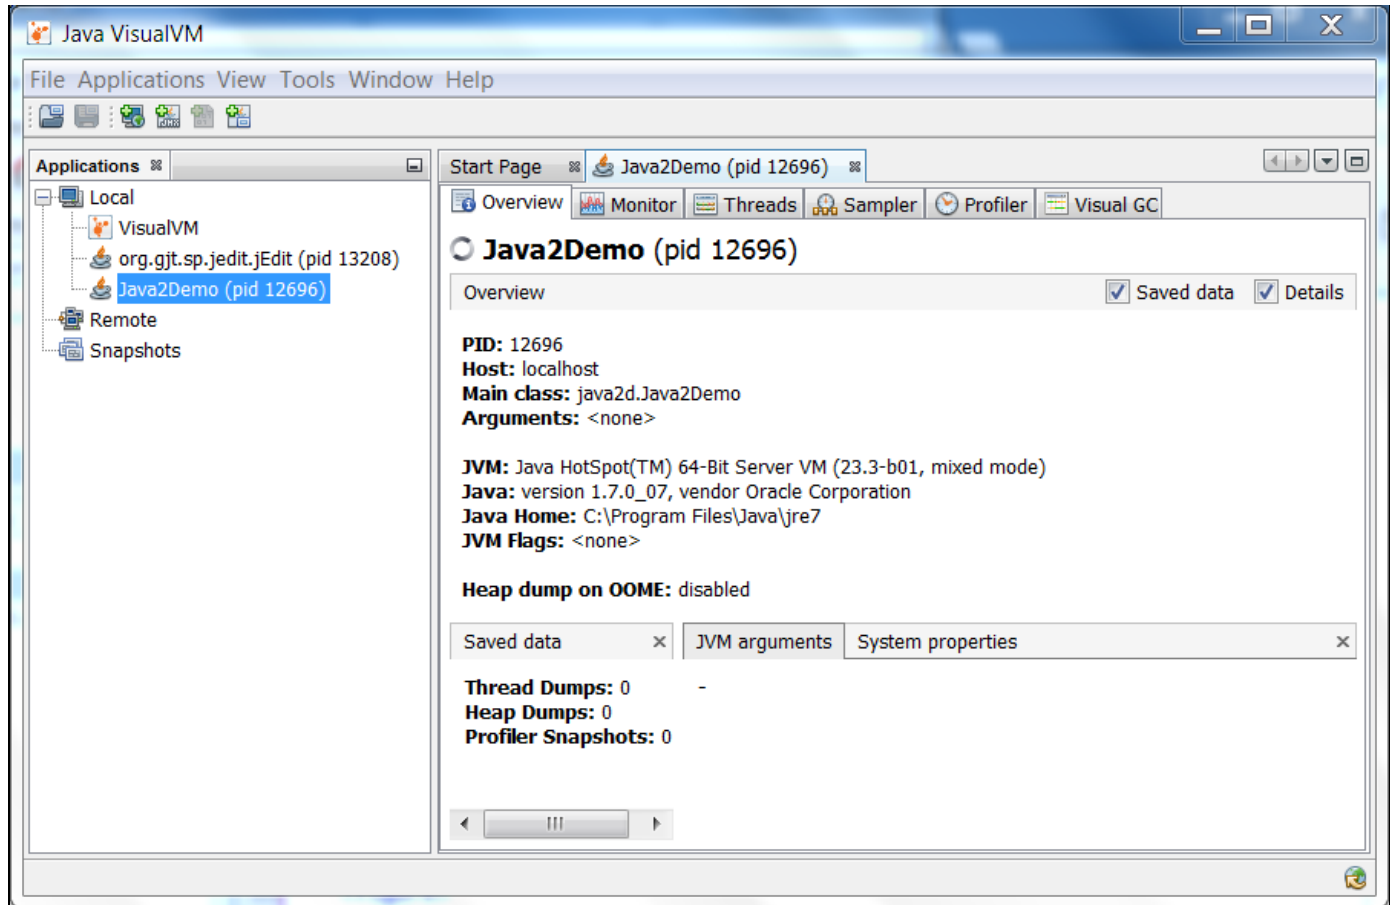 Java VisualVM
File Applications View Tools Window Help
Applications
Local
VisualVM
org.gjt.sp.jedit.jEdit (pid 13208)
Java2Demo (pid 12696)
Remote
Snapshots
Start Page Java2Demo (pid 12696)
Overview Monitor Threads Sampler Profiler Visual GC
Java2Demo (pid 12696)
Overview Saved data Details
PID: 12696
Host: localhost
Main class: java2d.Java2Demo
Arguments: <none>
JVM: Java HotSpot(TM) 64-Bit Server VM (23.3-b01, mixed mode)
Java: version 1.7.0_07, vendor Oracle Corporation
Java Home: C:\Program Files\Java\jre7
JVM Flags: <none>
Heap dump on OOME: disabled
Saved data JVM arguments System properties
Thread Dumps: 0 -
Heap Dumps: 0
Profiler Snapshots: 0